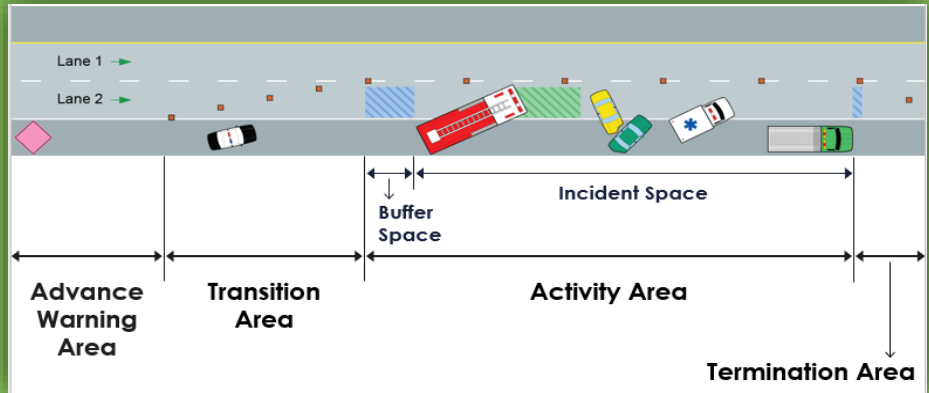 Lane 1
Lane 2
Incident Space
Buffer
Space
Advance
Warning
Area
Transition
Area
Activity Area
Termination Area